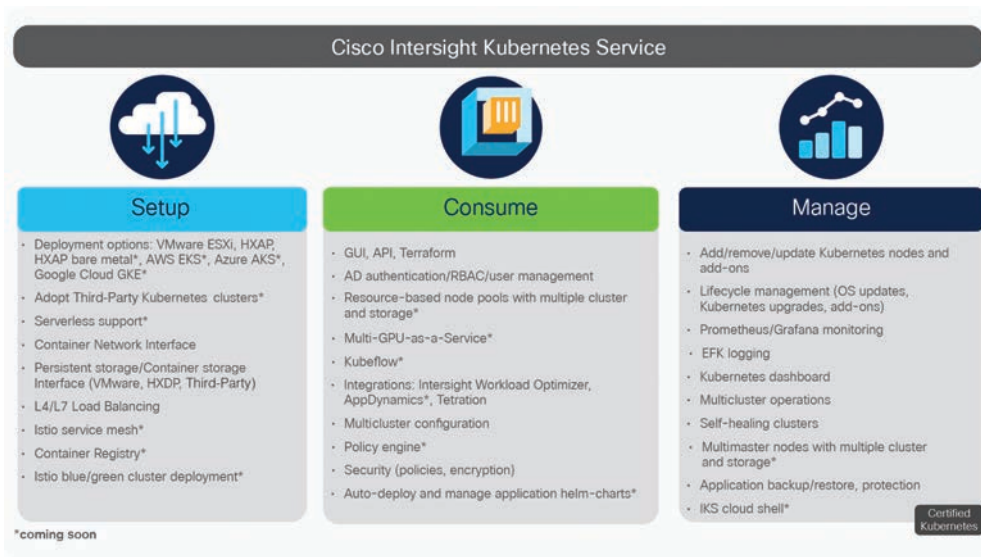 Cisco Intersight Kubernetes Service
Setup
· Deployment options: VMware ESXi, HXAP,
HXAP bare metal*, AWS EKS*, Azure AKS*,
Google Cloud GKE*
· Adopt Third-Party Kubernetes clusters*
· Serverless support*
· Container Network Interface
· Persistent storage/Container storage
Interface (VMware, HXDP, Third-Party)
· L4/L7 Load Balancing
· Istio service mesh*
· Container Registry*
· Istio blue/green cluster deployment*
*coming soon
Consume
· GUI, API, Terraform
· AD authentication/RBAC/user management
· Resource-based node pools with multiple cluster
and storage*
· Multi-GPU-as-a-Service*
· Kubeflow*
· Integrations: Intersight Workload Optimizer,
AppDynamics*, Tetration
· Multicluster configuration
· Policy engine*
· Security (policies, encryption)
· Auto-deploy and manage application helm-charts*
Manage
· Add/remove/update Kubernetes nodes and
add-ons
· Lifecycle management (OS updates,
Kubernetes upgrades, add-ons)
· Prometheus/Grafana monitoring
· EFK logging
· Kubernetes dashboard
· Multicluster operations
· Self-healing clusters
· Multimaster nodes with multiple cluster
and storage*
· Application backup/restore, protection
· IKS cloud shell*
Certified
Kubernetes